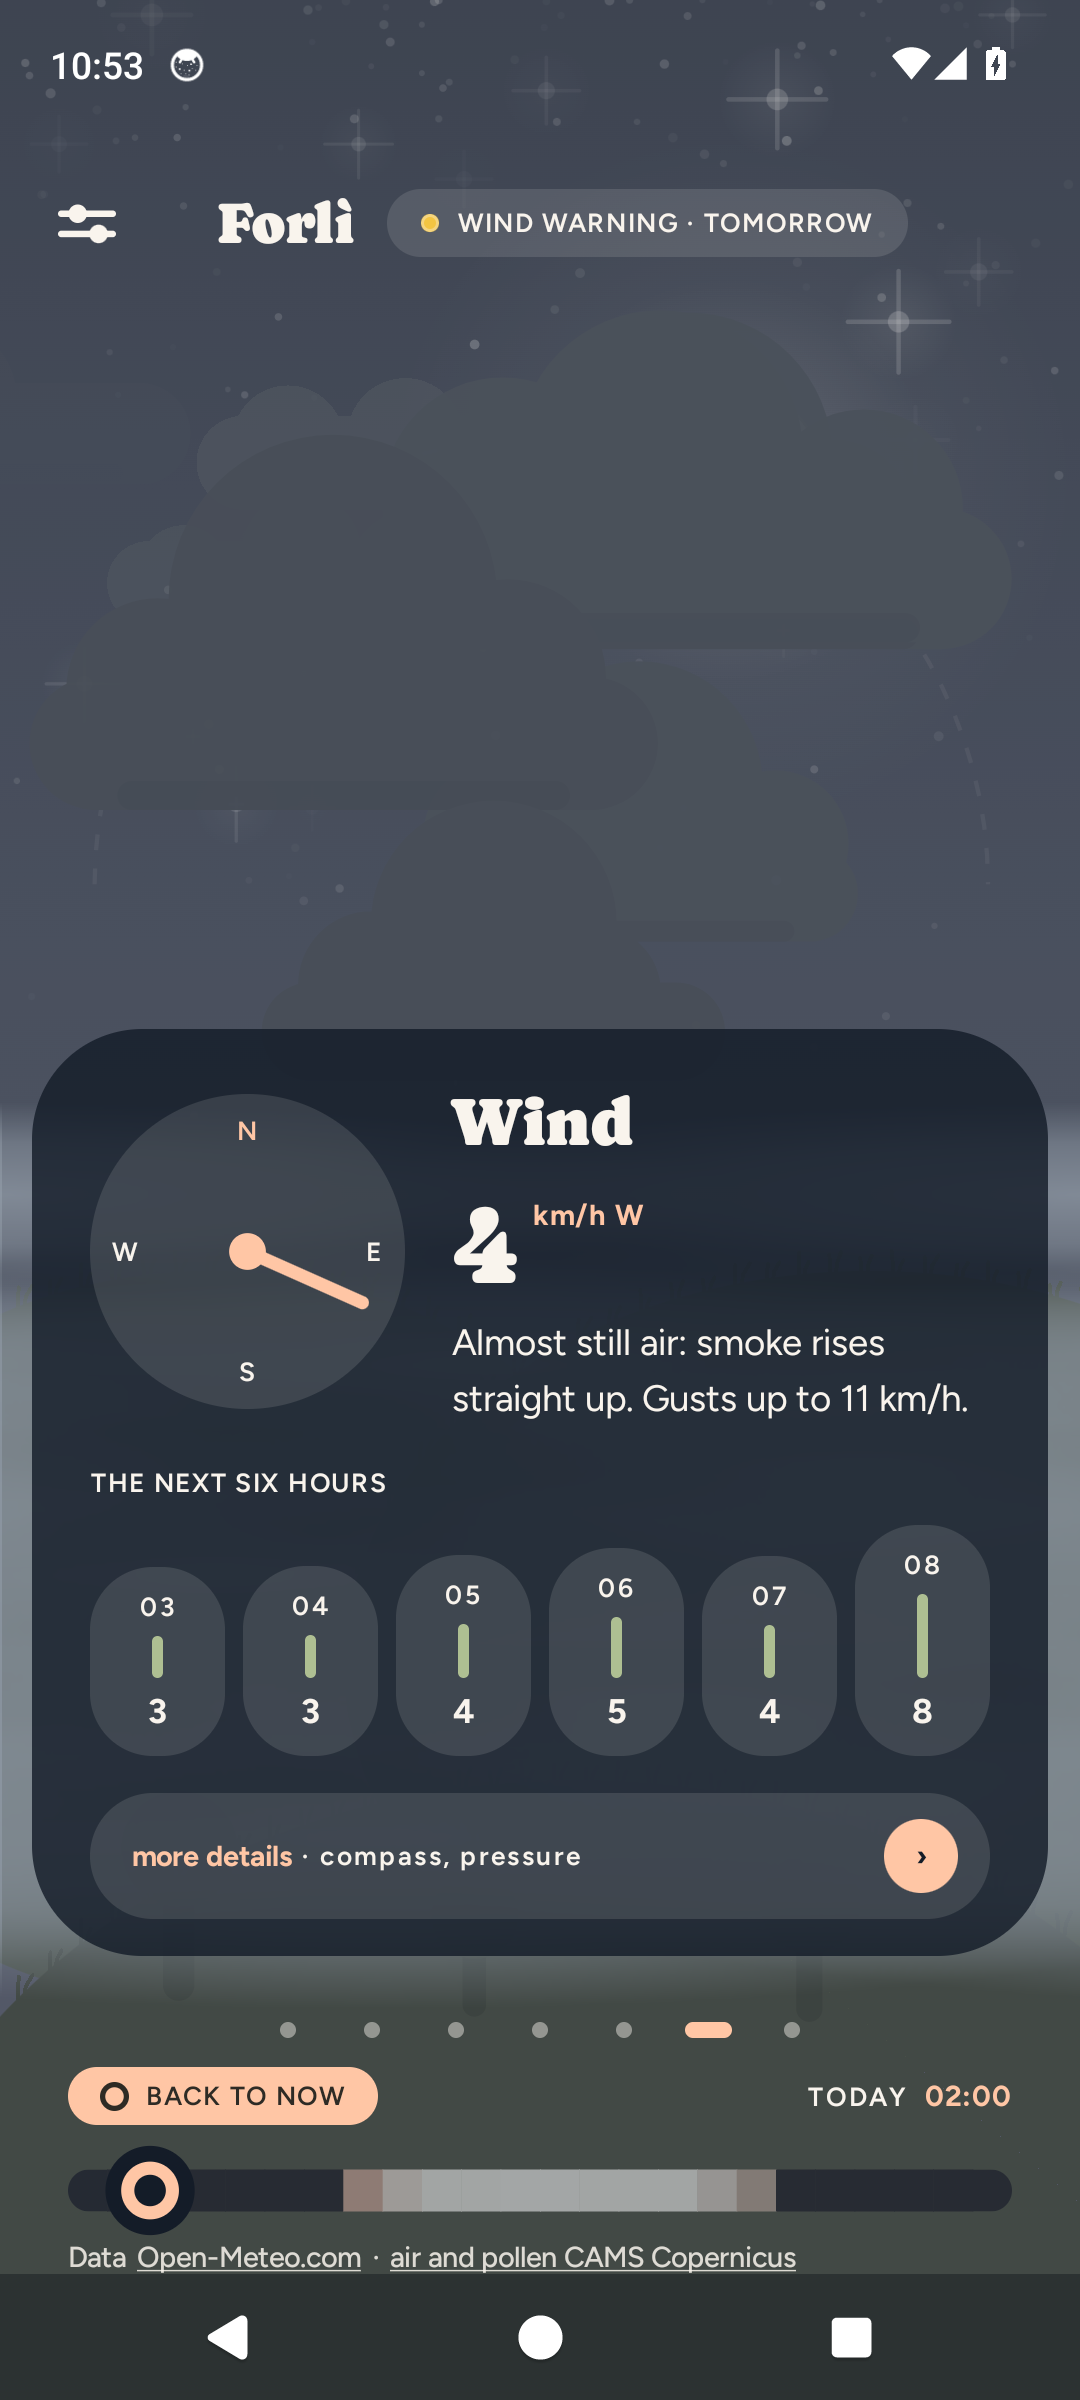 10:53
Forlì
WIND WARNING · TOMORROW
N
W
E
S
Wind
4 km/h W
Almost still air: smoke rises
straight up. Gusts up to 11 km/h.
THE NEXT SIX HOURS
03 04 05 06 07 08
3 3 4 5 4 8
more details · compass, pressure
›
BACK TO NOW
TODAY 02:00
Data Open-Meteo.com · air and pollen CAMS Copernicus